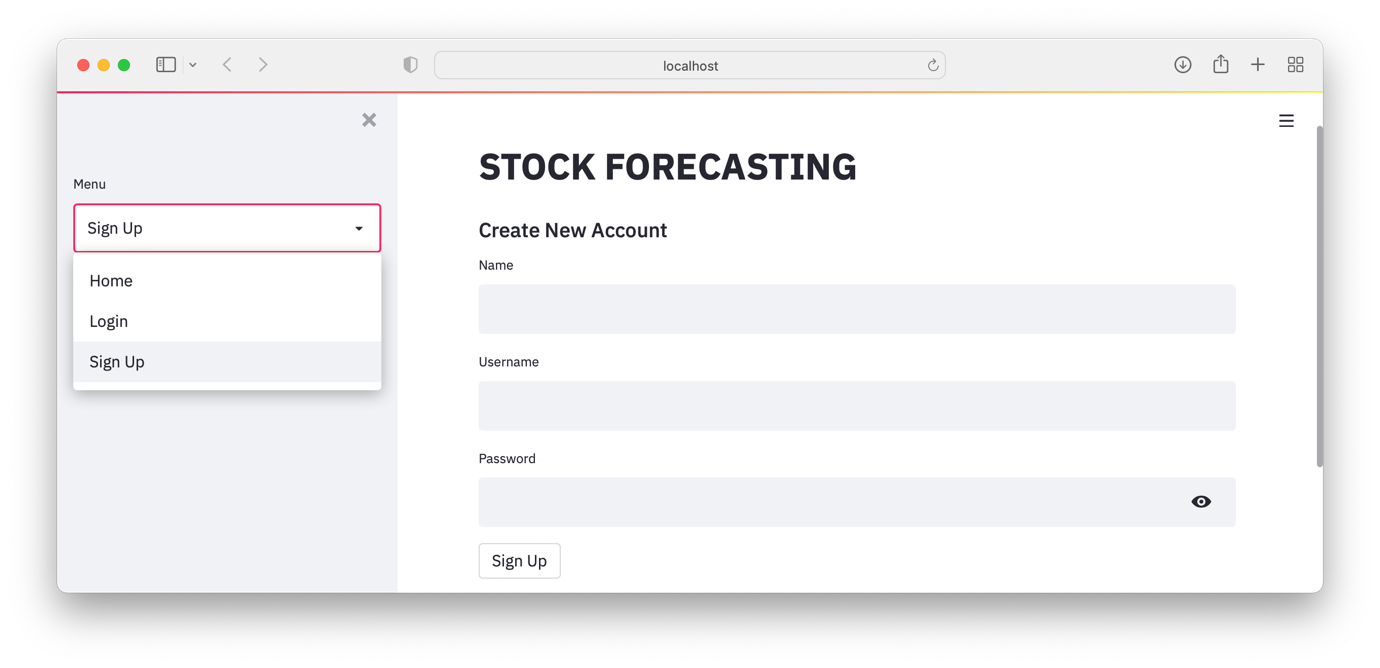 localhost
Menu
Sign Up
Home
Login
Sign Up
STOCK FORECASTING
Create New Account
Name
Username
Password
Sign Up